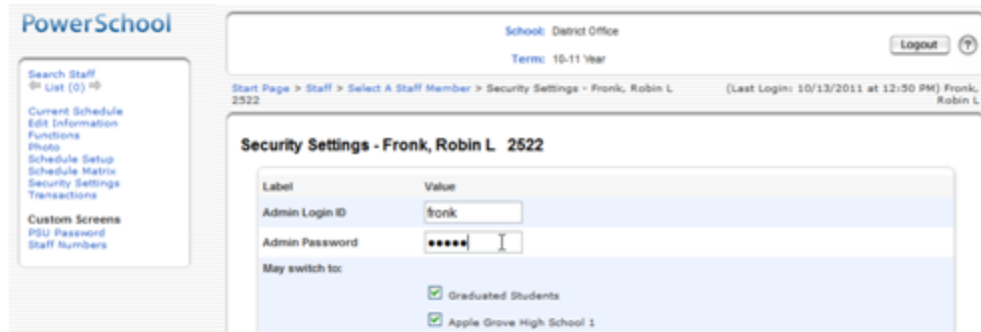 PowerSchool
School: District Office
Logout ?
Term: 10-11 Year
Search Staff
List (0)
Current Schedule
Edit Information
Functions
Photo
Schedule Setup
Schedule Matrix
Security Settings
Transactions
Custom Screens
PSU Password
Staff Numbers
Start Page > Staff > Select A Staff Member > Security Settings - Fronk, Robin L
2522
(Last Login: 10/13/2011 at 12:50 PM) Fronk,
Robin L
Security Settings - Fronk, Robin L 2522
Label Value
Admin Login ID fronk
Admin Password •••••
May switch to:
Graduated Students
Apple Grove High School 1